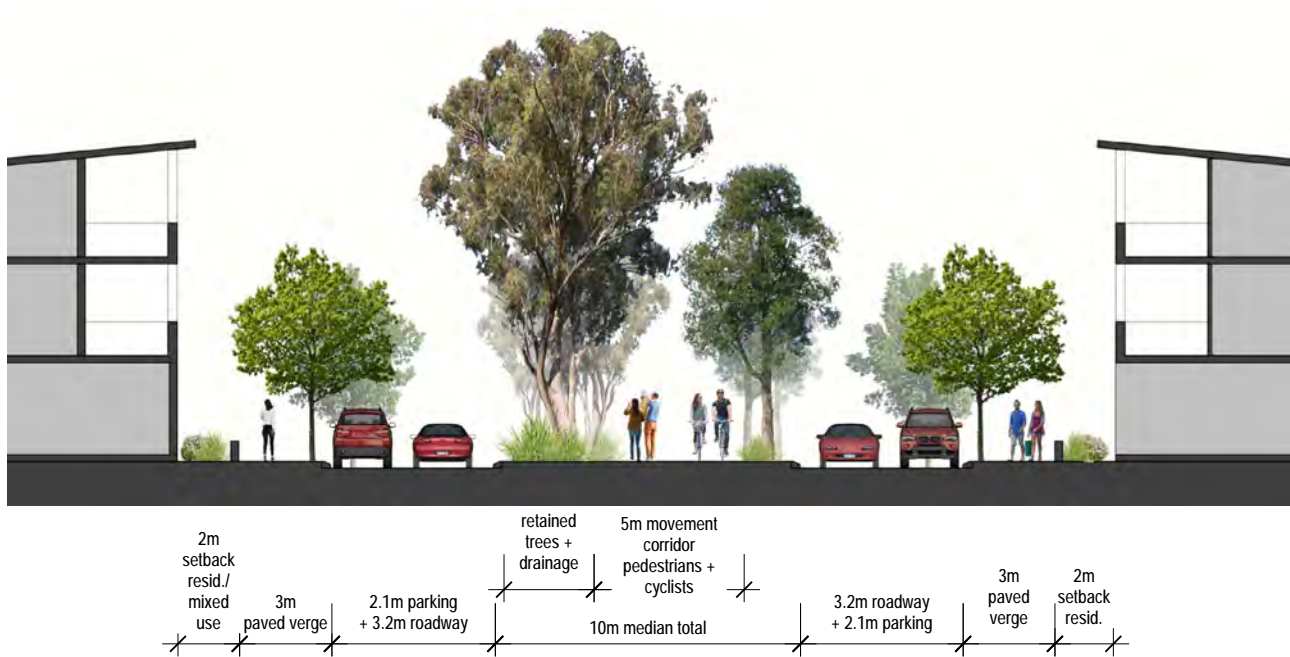 2m
setback
resid./
mixed
use
3m
paved verge
2.1m parking
+ 3.2m roadway
retained
trees +
drainage
5m movement
corridor
pedestrians +
cyclists
10m median total
3.2m roadway
+ 2.1m parking
3m
paved
verge
2m
setback
resid.